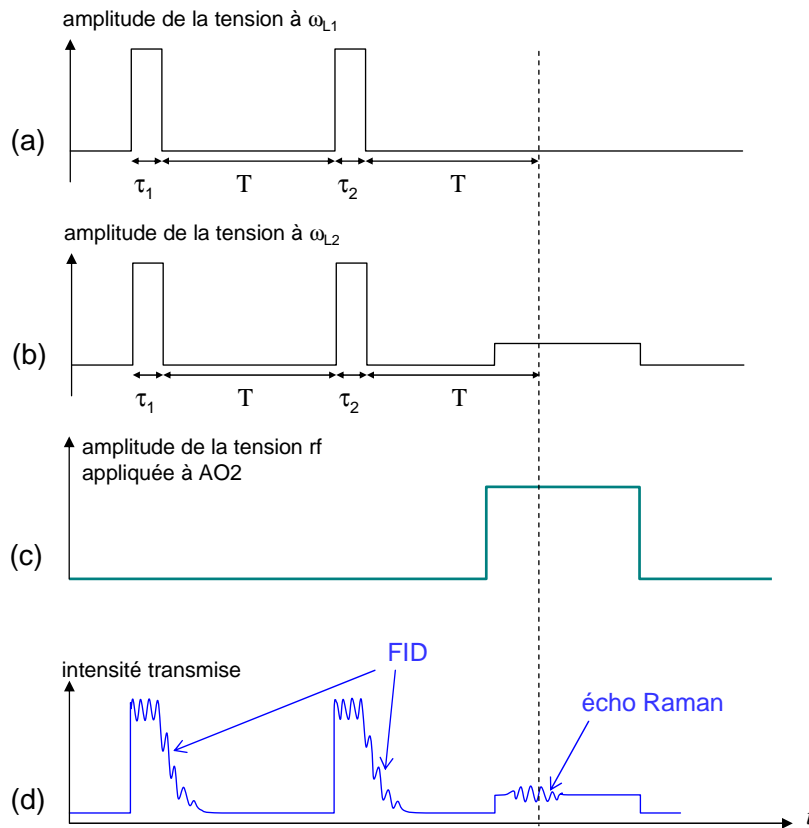 amplitude de la tension à ωL1
(a)
τ1 T τ2 T
amplitude de la tension à ωL2
(b)
τ1 T τ2 T
amplitude de la tension rf
appliquée à AO2
(c)
FID
intensité transmise
écho Raman
(d)
t